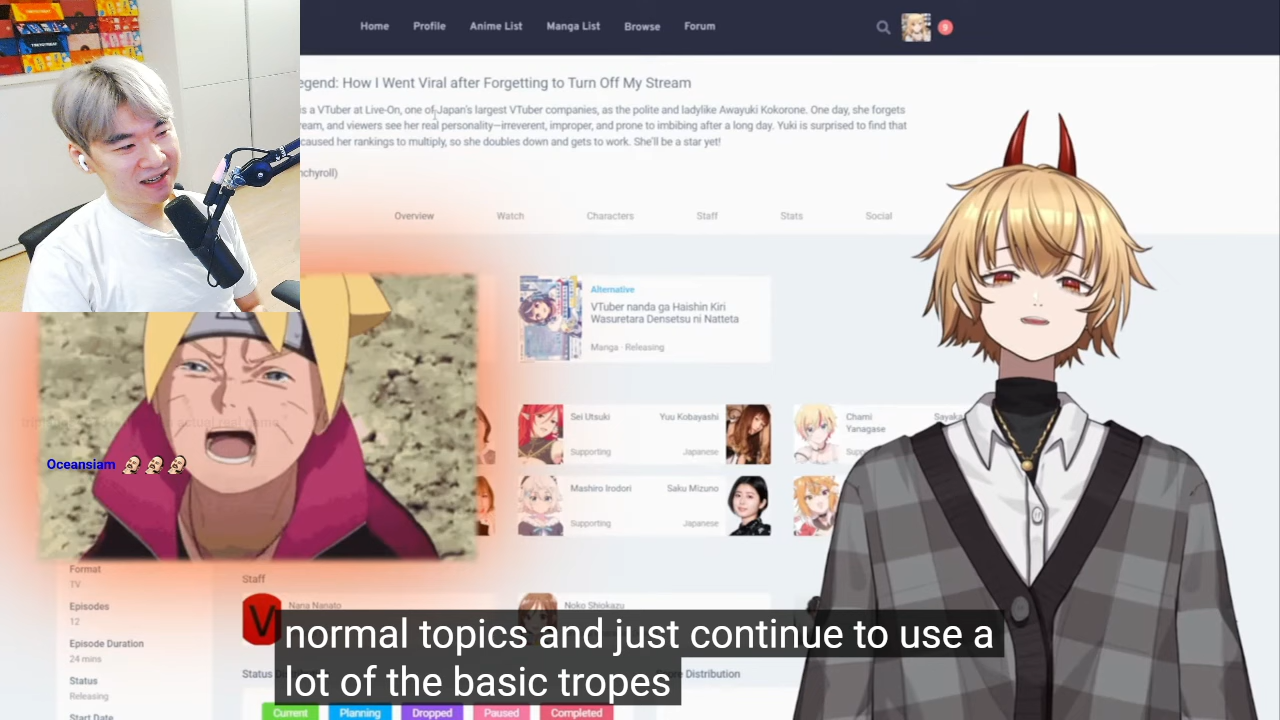 Home Profile Anime List Manga List Browse Forum
9
egend: How I Went Viral after Forgetting to Turn Off My Stream
is a VTuber at Live-On, one of Japan's largest VTuber companies, as the polite and ladylike Awayuki Kokorone. One day, she forgets
ream, and viewers see her real personality—irreverent, improper, and prone to imbibing after a long day. Yuki is surprised to find that
caused her rankings to multiply, so she doubles down and gets to work. She'll be a star yet!
nchyroll)
Overview Watch Characters Staff Stats Social
Alternative
VTuber nanda ga Haishin Kiri
Wasuretara Densetsu ni Natteta
Manga · Releasing
Sei Utsuki Yuu Kobayashi
Supporting Japanese
Chami
Yanagase
Sayaka
Supp
Oceansiam
Mashiro Irodori Saku Mizuno
Supporting Japanese
Format
TV
Episodes
12
Episode Duration
24 mins
Status
Releasing
Start Date
Staff
Nana Nanato
Noko Shiokazu
normal topics and just continue to use a
lot of the basic tropes
Status Distribution
Current Planning Dropped Paused Completed